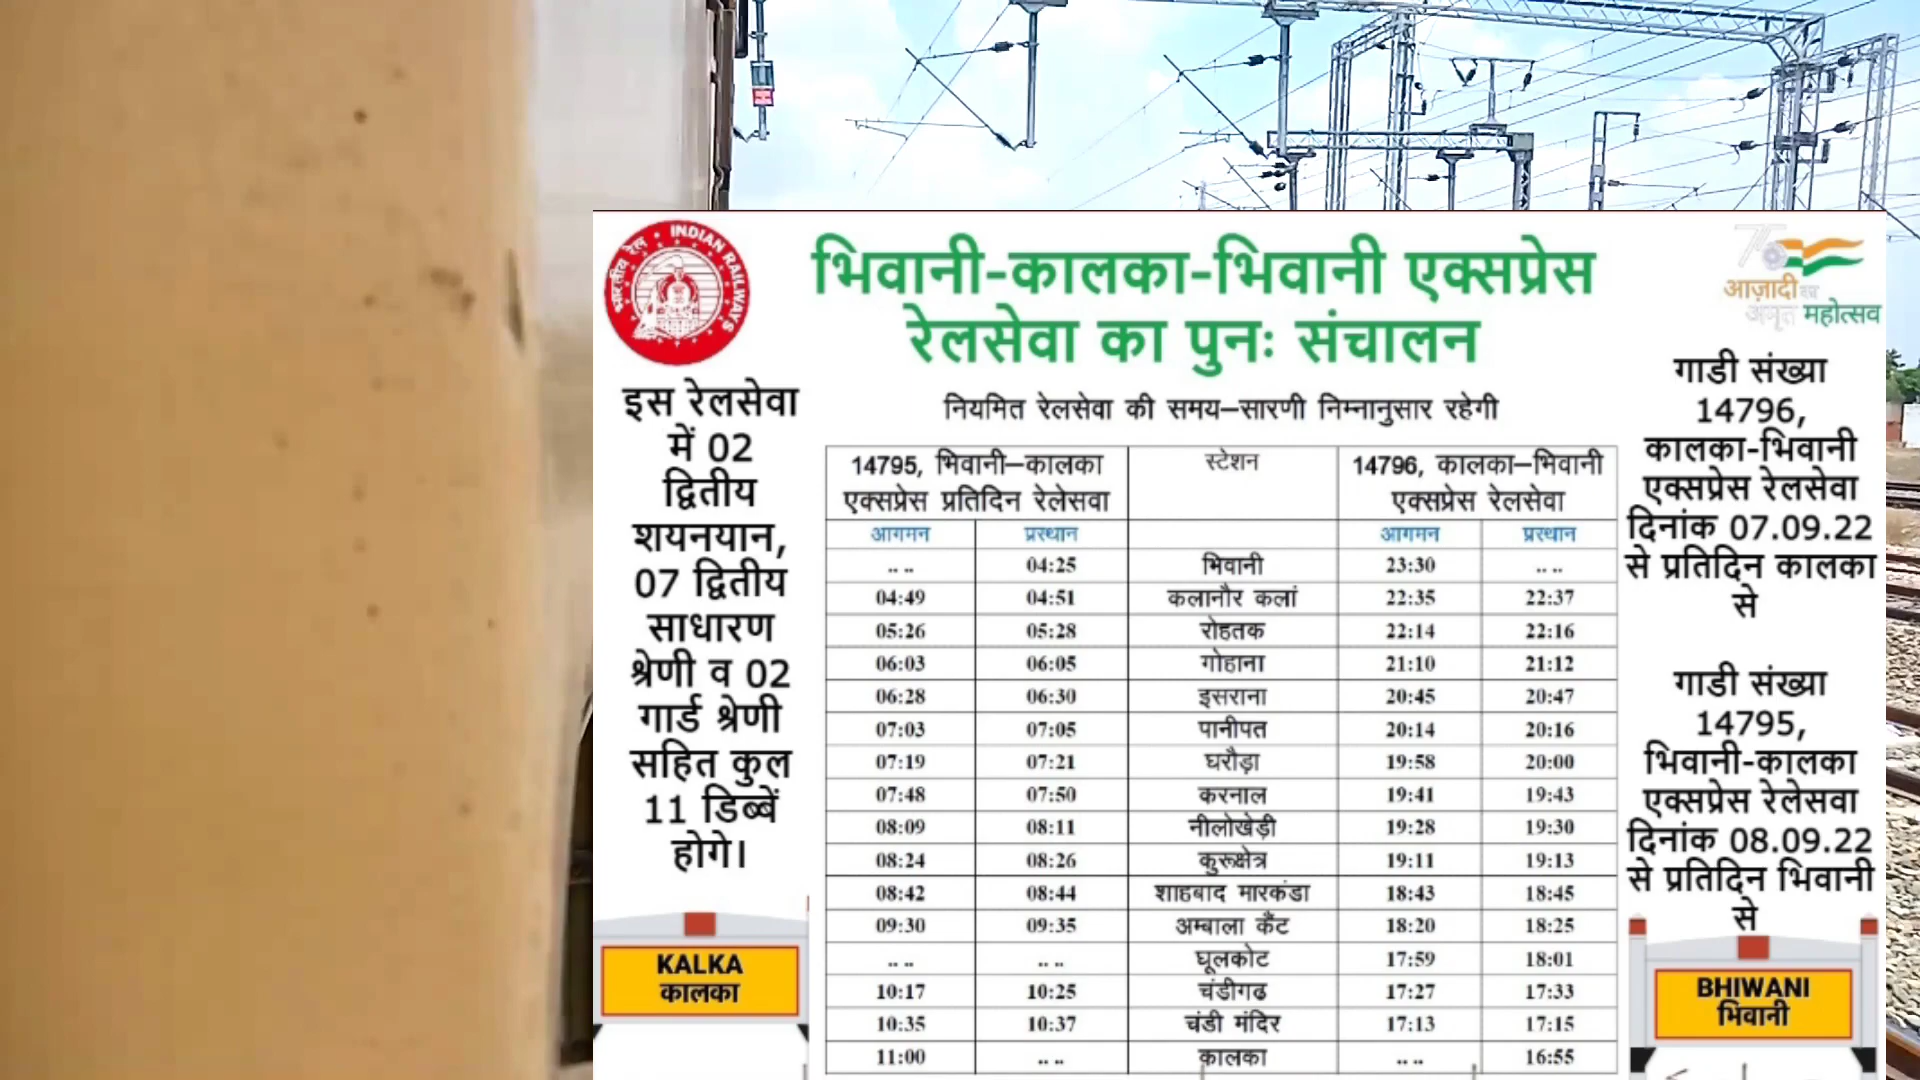 भारतीय रेल • INDIAN RAILWAYS
भिवानी-कालका-भिवानी एक्सप्रेस
रेलसेवा का पुनः संचालन
आज़ादी का
अमृत महोत्सव
नियमित रेलसेवा की समय–सारणी निम्नानुसार रहेगी
इस रेलसेवा
में 02
द्वितीय
शयनयान,
07 द्वितीय
साधारण
श्रेणी व 02
गार्ड श्रेणी
सहित कुल
11 डिब्बें
होगे।
14795, भिवानी–कालका स्टेशन 14796, कालका–भिवानी
एक्सप्रेस प्रतिदिन रेलेसवा एक्सप्रेस रेलसेवा
आगमन प्रस्थान आगमन प्रस्थान
.. .. 04:25 भिवानी 23:30 .. ..
04:49 04:51 कलानौर कलां 22:35 22:37
05:26 05:28 रोहतक 22:14 22:16
06:03 06:05 गोहाना 21:10 21:12
06:28 06:30 इसराना 20:45 20:47
07:03 07:05 पानीपत 20:14 20:16
07:19 07:21 घरौड़ा 19:58 20:00
07:48 07:50 करनाल 19:41 19:43
08:09 08:11 नीलोखेड़ी 19:28 19:30
08:24 08:26 कुरूक्षेत्र 19:11 19:13
08:42 08:44 शाहबाद मारकंडा 18:43 18:45
09:30 09:35 अम्बाला कैंट 18:20 18:25
.. .. .. .. घूलकोट 17:59 18:01
10:17 10:25 चंडीगढ 17:27 17:33
10:35 10:37 चंडी मंदिर 17:13 17:15
11:00 .. .. कालका .. .. 16:55
गाडी संख्या
14796,
कालका-भिवानी
एक्सप्रेस रेलसेवा
दिनांक 07.09.22
से प्रतिदिन कालका
से
गाडी संख्या
14795,
भिवानी-कालका
एक्सप्रेस रेलेसवा
दिनांक 08.09.22
से प्रतिदिन भिवानी
से
KALKA
कालका
BHIWANI
भिवानी